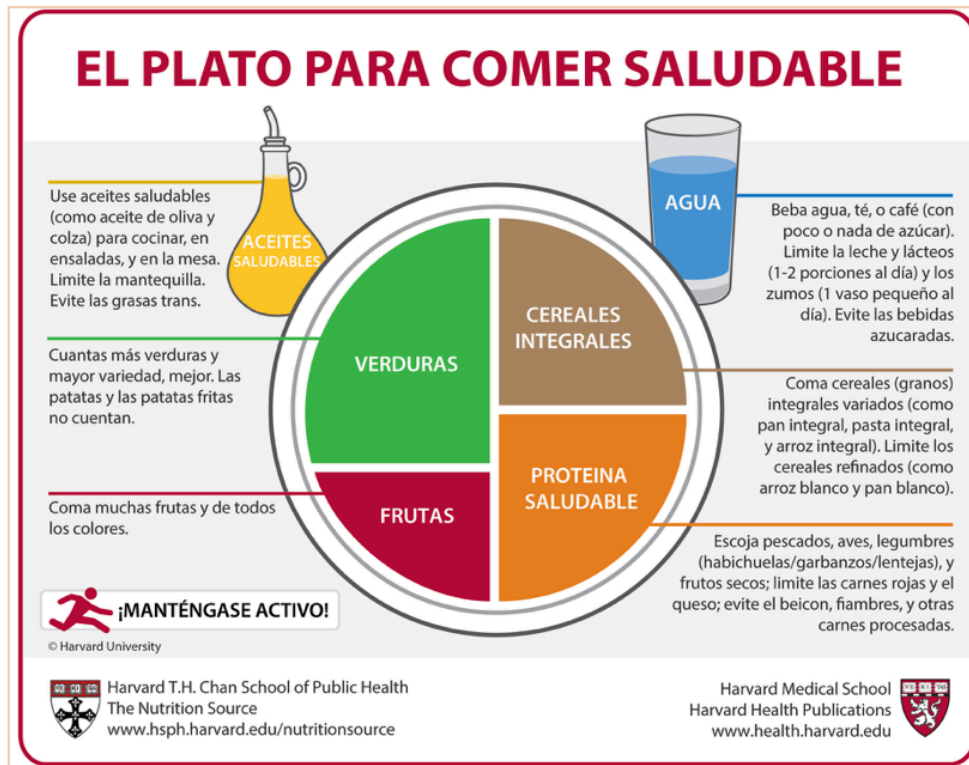 EL PLATO PARA COMER SALUDABLE
Use aceites saludables
(como aceite de oliva y
colza) para cocinar, en
ensaladas, y en la mesa.
Limite la mantequilla.
Evite las grasas trans.
ACEITES
SALUDABLES
AGUA
Beba agua, té, o café (con
poco o nada de azúcar).
Limite la leche y lácteos
(1-2 porciones al día) y los
zumos (1 vaso pequeño al
día). Evite las bebidas
azucaradas.
Cuantas más verduras y
mayor variedad, mejor. Las
patatas y las patatas fritas
no cuentan.
VERDURAS
CEREALES
INTEGRALES
Coma cereales (granos)
integrales variados (como
pan integral, pasta integral,
y arroz integral). Limite los
cereales refinados (como
arroz blanco y pan blanco).
Coma muchas frutas y de todos
los colores.
FRUTAS
PROTEINA
SALUDABLE
Escoja pescados, aves, legumbres
(habichuelas/garbanzos/lentejas), y
frutos secos; limite las carnes rojas y el
queso; evite el beicon, fiambres, y otras
carnes procesadas.
¡MANTÉNGASE ACTIVO!
© Harvard University
Harvard T.H. Chan School of Public Health
The Nutrition Source
www.hsph.harvard.edu/nutritionsource
Harvard Medical School
Harvard Health Publications
www.health.harvard.edu